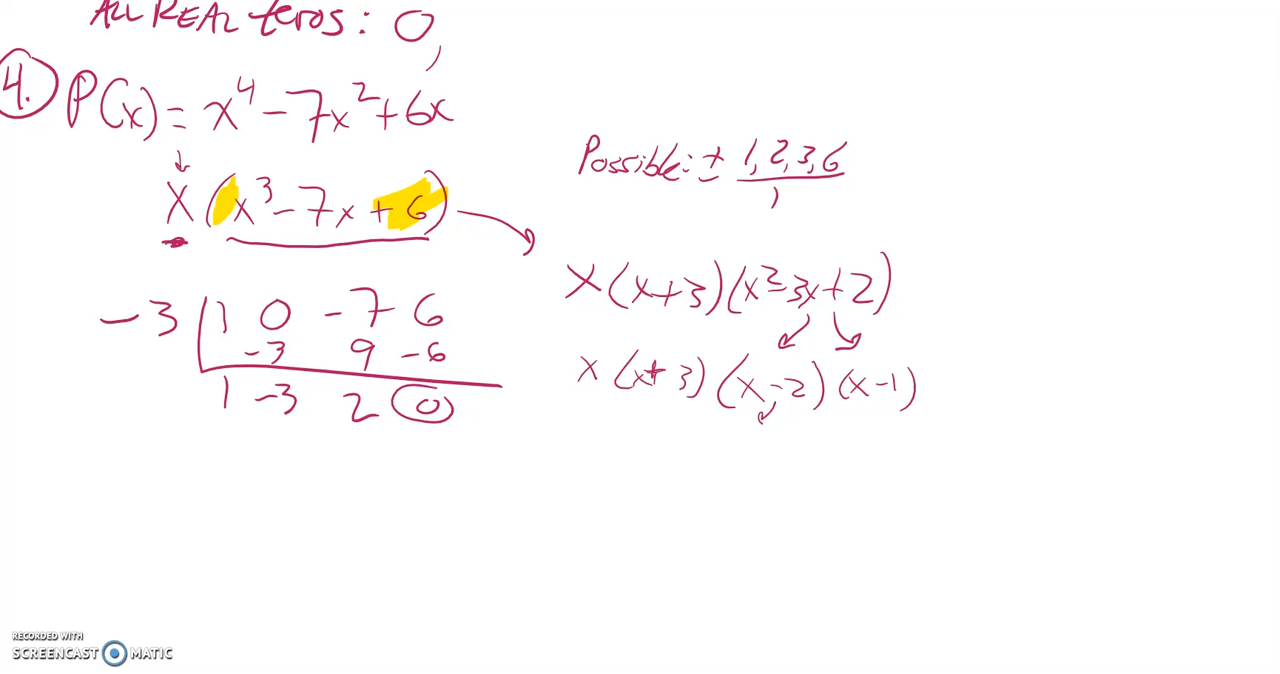 ALL REAL zeros: 0,
4. P(x) = x⁴ - 7x² + 6x
x (x³ - 7x + 6)
-3 | 1 0 -7 6
-3 9 -6
1 -3 2 0
Possible: ± 1, 2, 3, 6
1
x (x+3)(x² - 3x + 2)
x (x+3) (x - 2) (x - 1)
RECORDED WITH
SCREENCAST MATIC